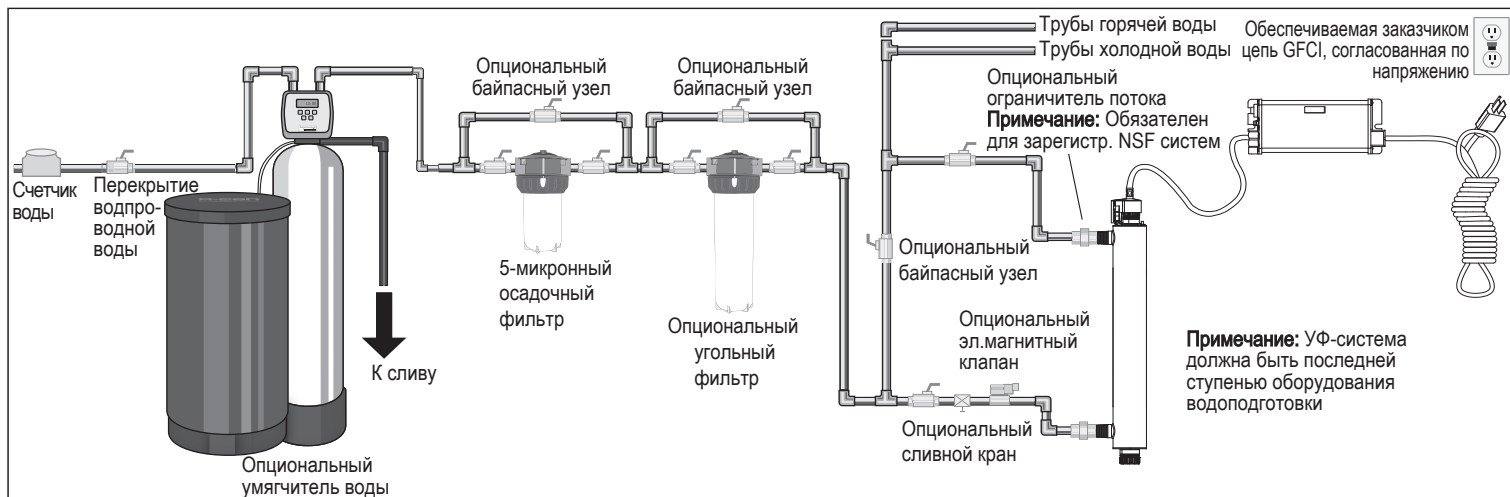 Счетчик
воды
Перекрытие
водпро-
водной
воды
Опциональный
умягчитель воды
К сливу
Опциональный
байпасный узел
5-микронный
осадочный
фильтр
Опциональный
байпасный узел
Опциональный
угольный
фильтр
Трубы горячей воды
Трубы холодной воды
Опциональный
ограничитель потока
Примечание: Обязателен
для зарегистр. NSF систем
Обеспечиваемая заказчиком
цепь GFCI, согласованная по
напряжению
Опциональный
байпасный узел
Опциональный
эл.магнитный
клапан
Опциональный
сливной кран
Примечание: УФ-система
должна быть последней
ступенью оборудования
водоподготовки